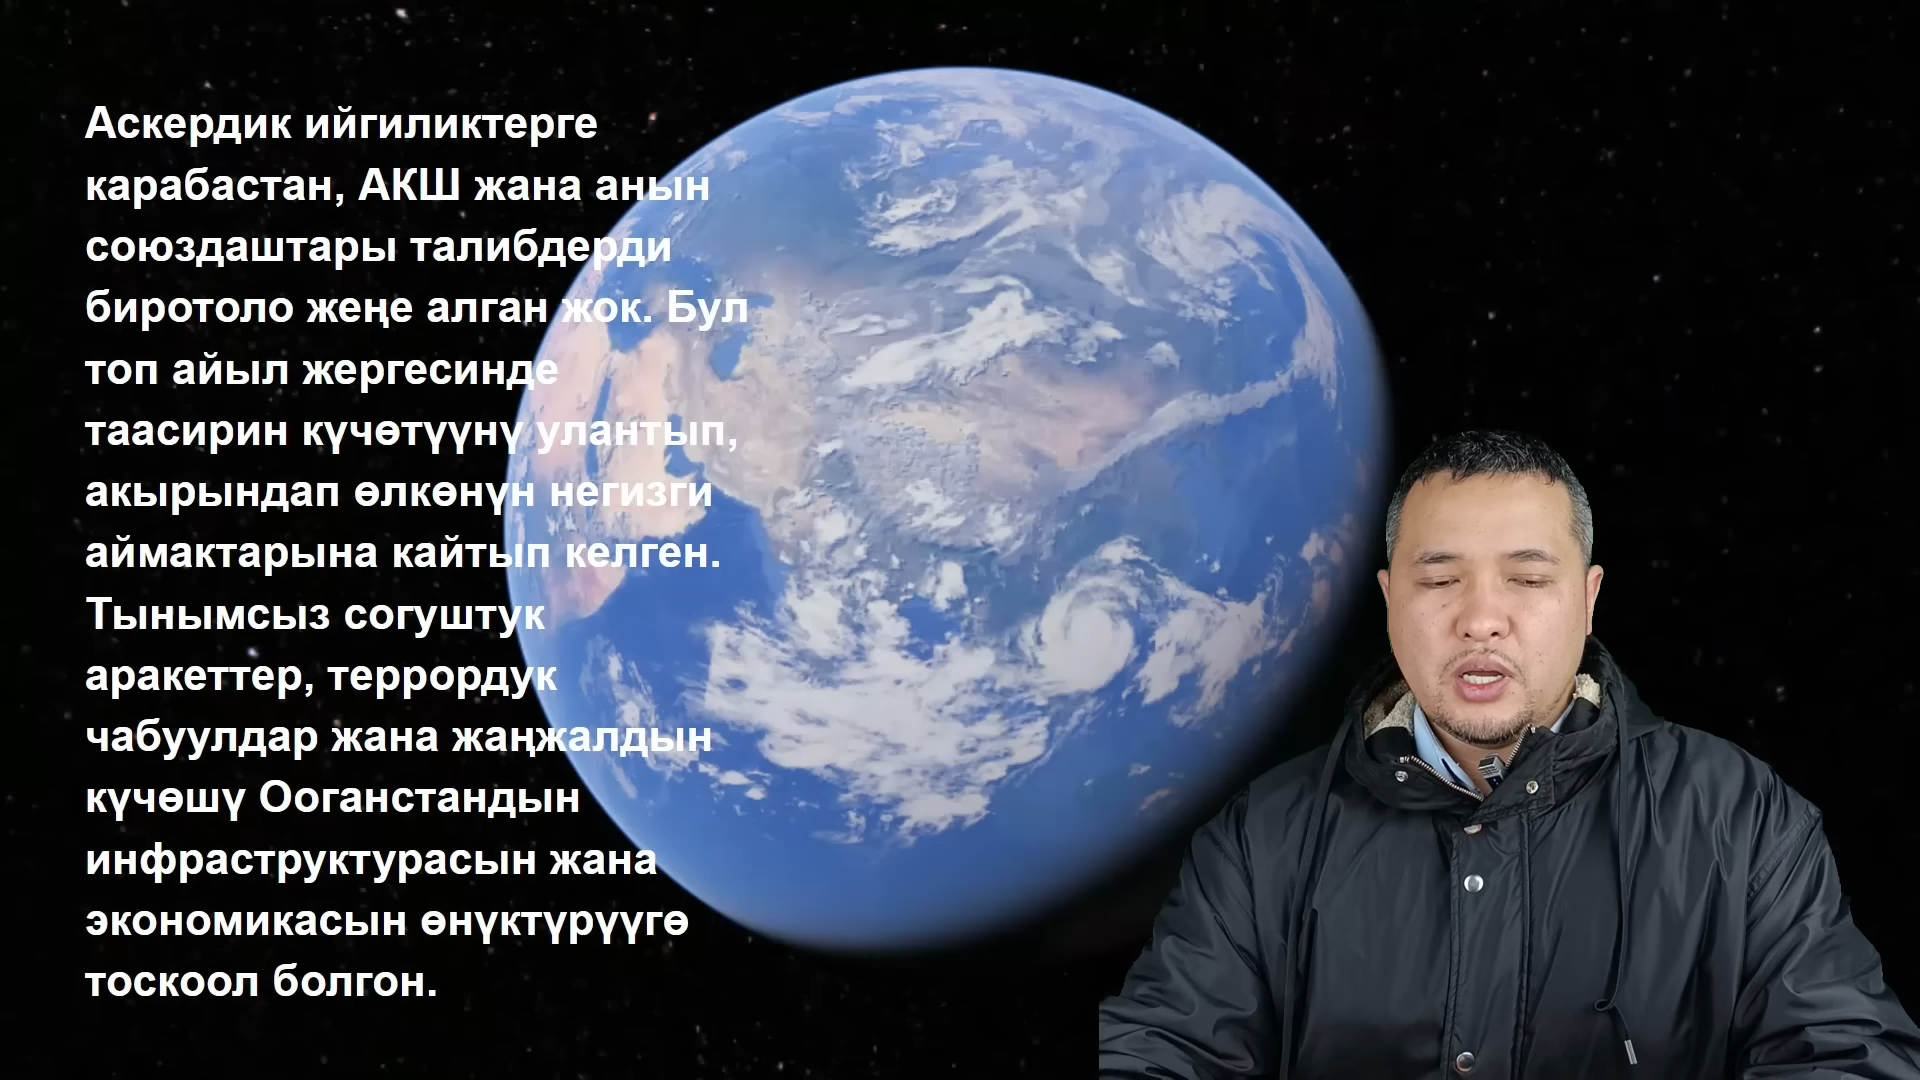 Аскердик ийгиликтерге
карабастан, АКШ жана анын
союздаштары талибдерди
биротоло жеңе алган жок. Бул
топ айыл жергесинде
таасирин күчөтүүнү улантып,
акырындап өлкөнүн негизги
аймактарына кайтып келген.
Тынымсыз согуштук
аракеттер, террордук
чабуулдар жана жаңжалдын
күчөшү Ооганстандын
инфраструктурасын жана
экономикасын өнүктүрүүгө
тоскоол болгон.